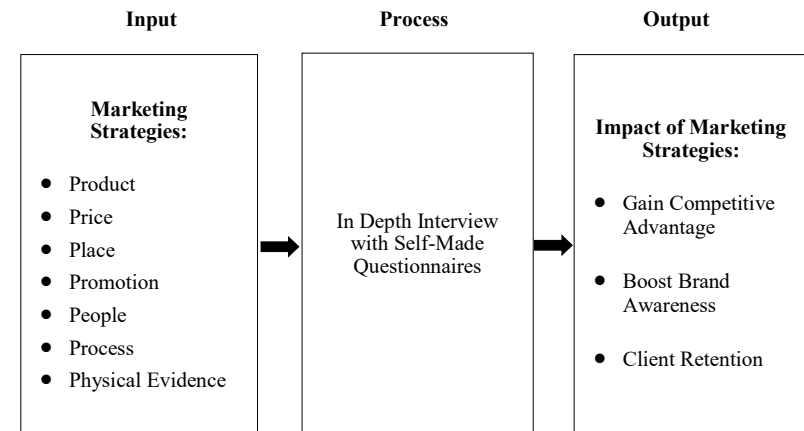 Input
Process
Output
Marketing
Strategies:
● Product
● Price
● Place
● Promotion
● People
● Process
● Physical Evidence
In Depth Interview
with Self-Made
Questionnaires
Impact of Marketing
Strategies:
● Gain Competitive
Advantage
● Boost Brand
Awareness
● Client Retention